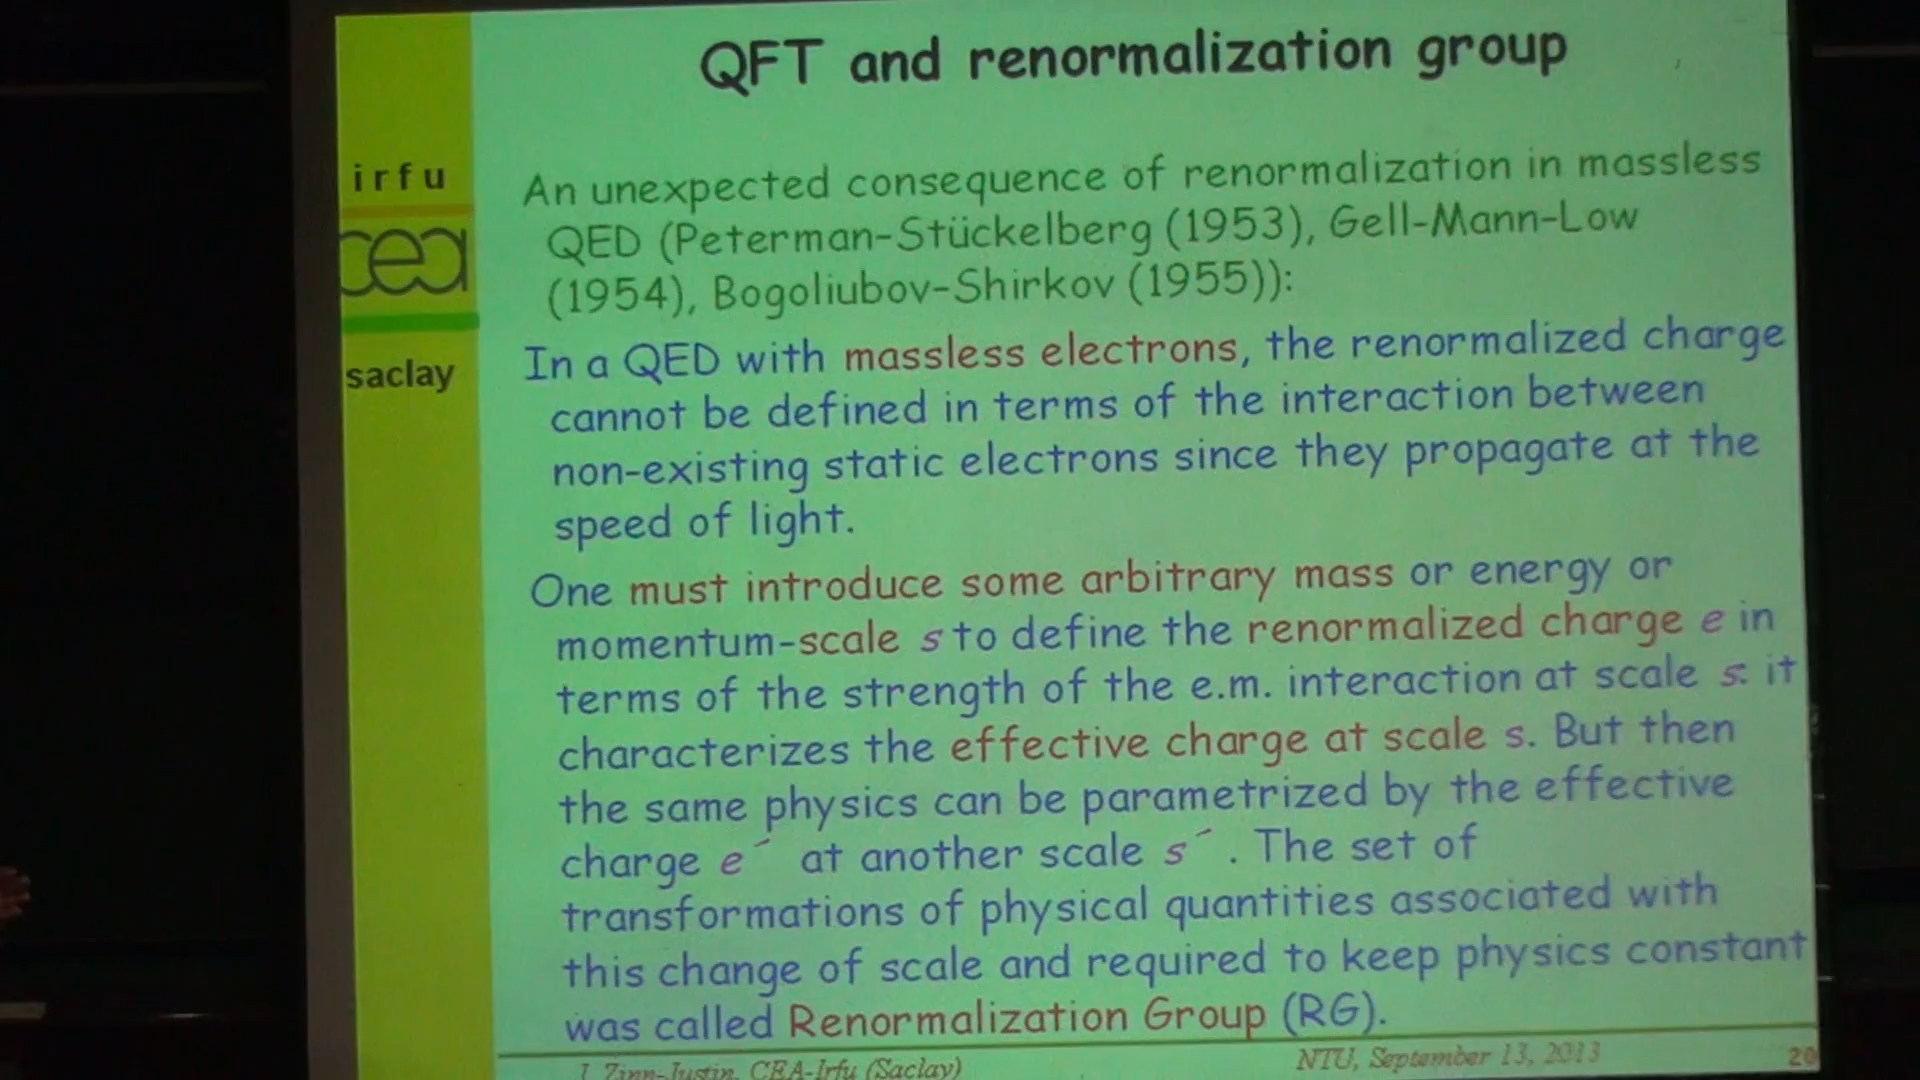 QFT and renormalization group
irfu
cea
saclay
An unexpected consequence of renormalization in massless
QED (Peterman-Stückelberg (1953), Gell-Mann-Low
(1954), Bogoliubov-Shirkov (1955)):
In a QED with massless electrons, the renormalized charge
cannot be defined in terms of the interaction between
non-existing static electrons since they propagate at the
speed of light.
One must introduce some arbitrary mass or energy or
momentum-scale s to define the renormalized charge e in
terms of the strength of the e.m. interaction at scale s: it
characterizes the effective charge at scale s. But then
the same physics can be parametrized by the effective
charge e´ at another scale s´. The set of
transformations of physical quantities associated with
this change of scale and required to keep physics constant
was called Renormalization Group (RG).
J. Zinn-Justin, CEA-Irfu (Saclay)
NTU, September 13, 2013
20